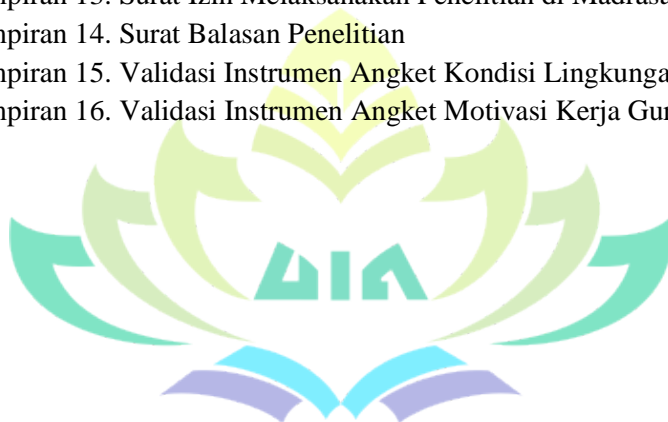 mpiran 13. Surat Izin Melaksanakan Penelitian di Madrasa
mpiran 14. Surat Balasan Penelitian
mpiran 15. Validasi Instrumen Angket Kondisi Lingkunga
mpiran 16. Validasi Instrumen Angket Motivasi Kerja Gur
UIN